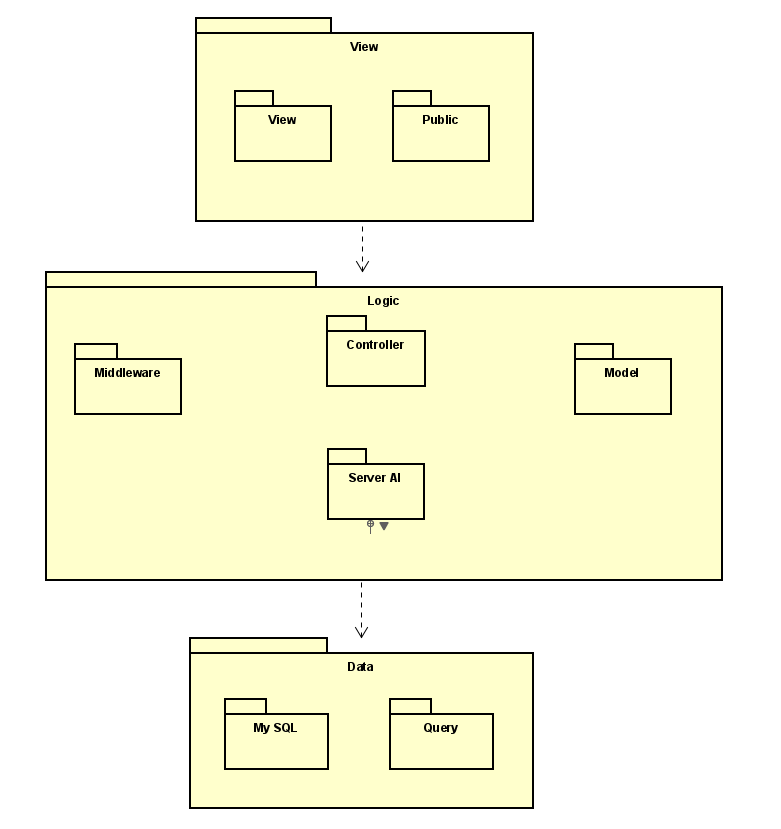 View
View
Public
Logic
Controller
Middleware
Model
Server AI
Data
My SQL
Query